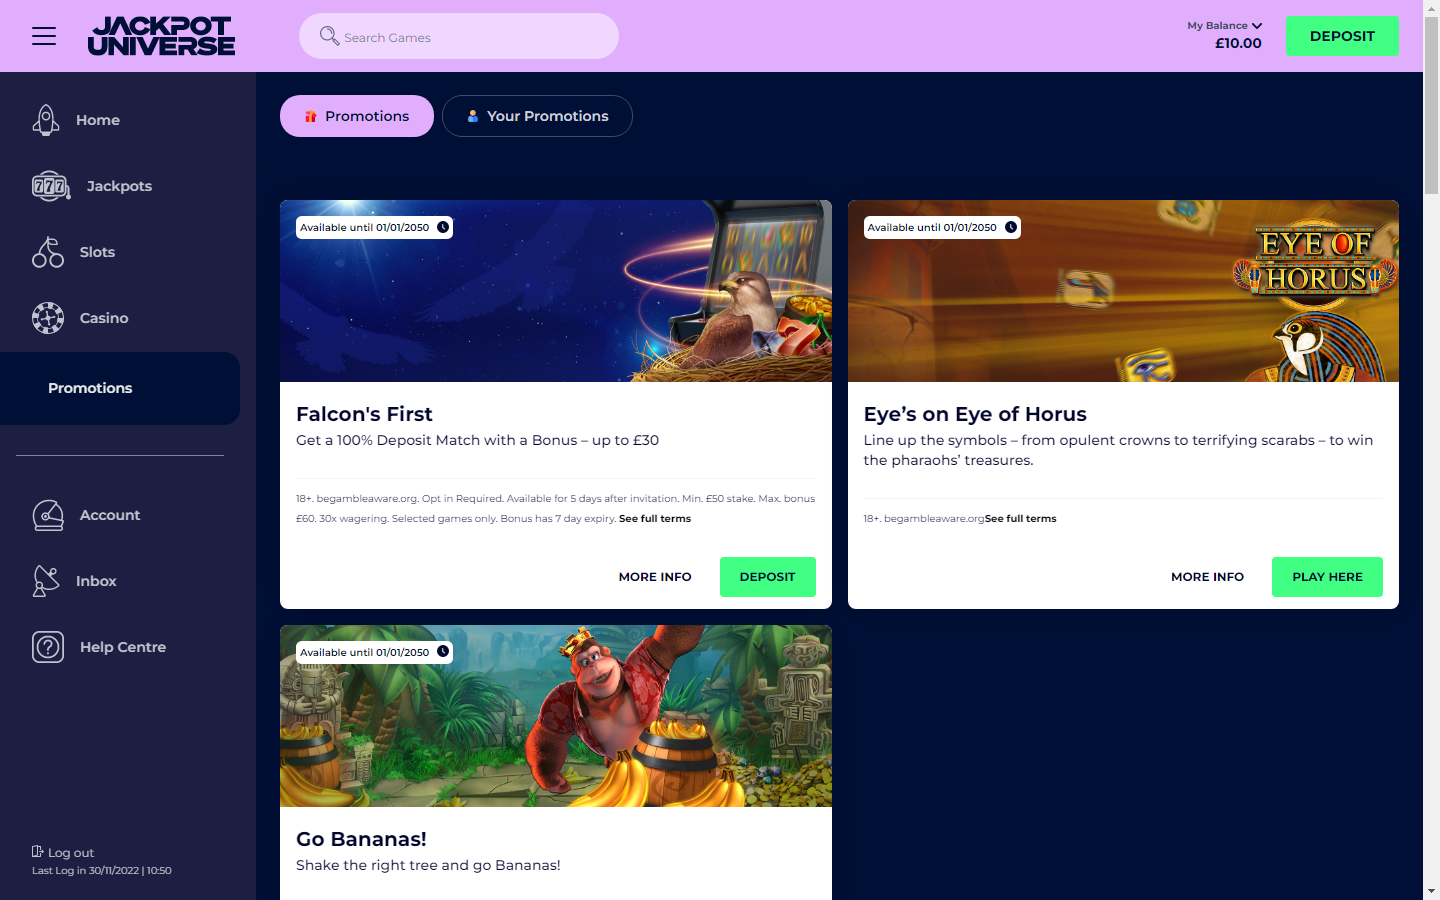 JACKPOT
UNIVERSE
Search Games
My Balance
£10.00
DEPOSIT
Home
Jackpots
Slots
Casino
Promotions
Account
Inbox
Help Centre
Log out
Last Log in 30/11/2022 | 10:50
Promotions
Your Promotions
Available until 01/01/2050
Falcon's First
Get a 100% Deposit Match with a Bonus – up to £30
18+. begambleaware.org. Opt in Required. Available for 5 days after invitation. Min. £50 stake. Max. bonus
£60. 30x wagering. Selected games only. Bonus has 7 day expiry. See full terms
MORE INFO
DEPOSIT
Available until 01/01/2050
EYE OF
HORUS
Eye’s on Eye of Horus
Line up the symbols – from opulent crowns to terrifying scarabs – to win
the pharaohs’ treasures.
18+. begambleaware.orgSee full terms
MORE INFO
PLAY HERE
Available until 01/01/2050
Go Bananas!
Shake the right tree and go Bananas!